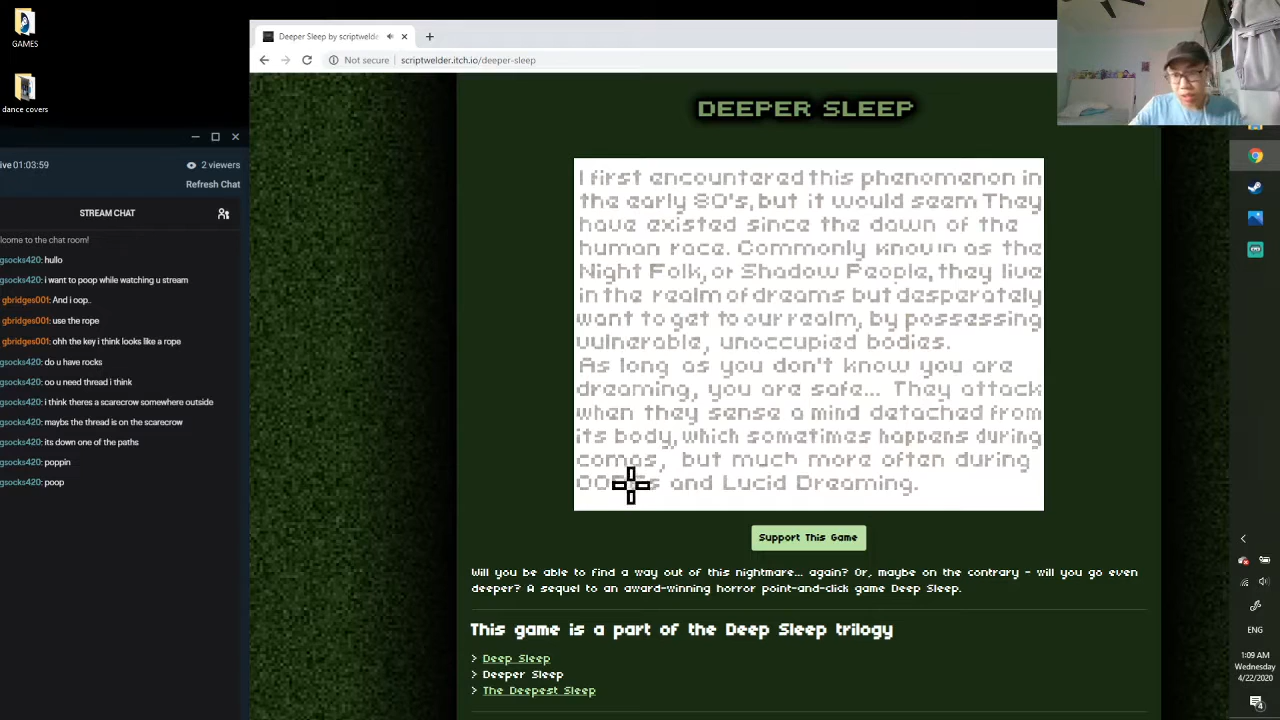 GAMES
dance covers
Deeper Sleep by scriptwelder
Not secure
scriptwelder.itch.io/deeper-sleep
ive 01:03:59
2 viewers
Refresh Chat
STREAM CHAT
lcome to the chat room!
gsocks420: hullo
gsocks420: i want to poop while watching u stream
gbridges001: And i oop..
gbridges001: use the rope
gbridges001: ohh the key i think looks like a rope
gsocks420: do u have rocks
gsocks420: oo u need thread i think
gsocks420: i think theres a scarecrow somewhere outside
gsocks420: maybs the thread is on the scarecrow
gsocks420: its down one of the paths
gsocks420: poppin
gsocks420: poop
DEEPER SLEEP
I first encountered this phenomenon in
the early 80's, but it would seem They
have existed since the dawn of the
human race. Commonly known as the
Night Folk, or Shadow People, they live
in the realm of dreams but desperately
want to get to our realm, by possessing
vulnerable, unoccupied bodies.
As long as you don't know you are
dreaming, you are safe... They attack
when they sense a mind detached from
its body, which sometimes happens during
comas, but much more often during
and Lucid Dreaming.
Support This Game
Will you be able to find a way out of this nightmare... again? Or, maybe on the contrary - will you go even
deeper? A sequel to an award-winning horror point-and-click game Deep Sleep.
This game is a part of the Deep Sleep trilogy
> Deep Sleep
> Deeper Sleep
> The Deepest Sleep
ENG
1:09 AM
Wednesday
4/22/2020
4